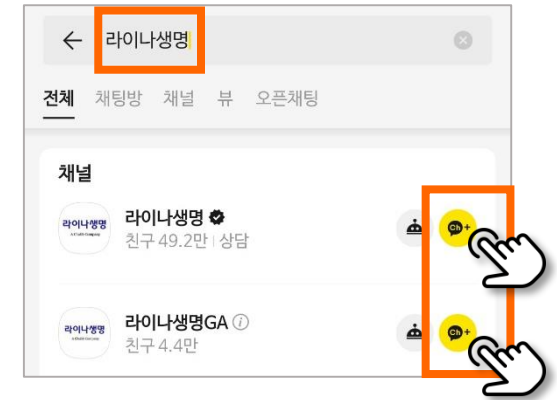 라이나생명
전체 채팅방 채널 뷰 오픈채팅
채널
라이나생명
라이나생명
친구 49.2만 | 상담
Ch+
라이나생명
라이나생명GA
친구 4.4만
Ch+